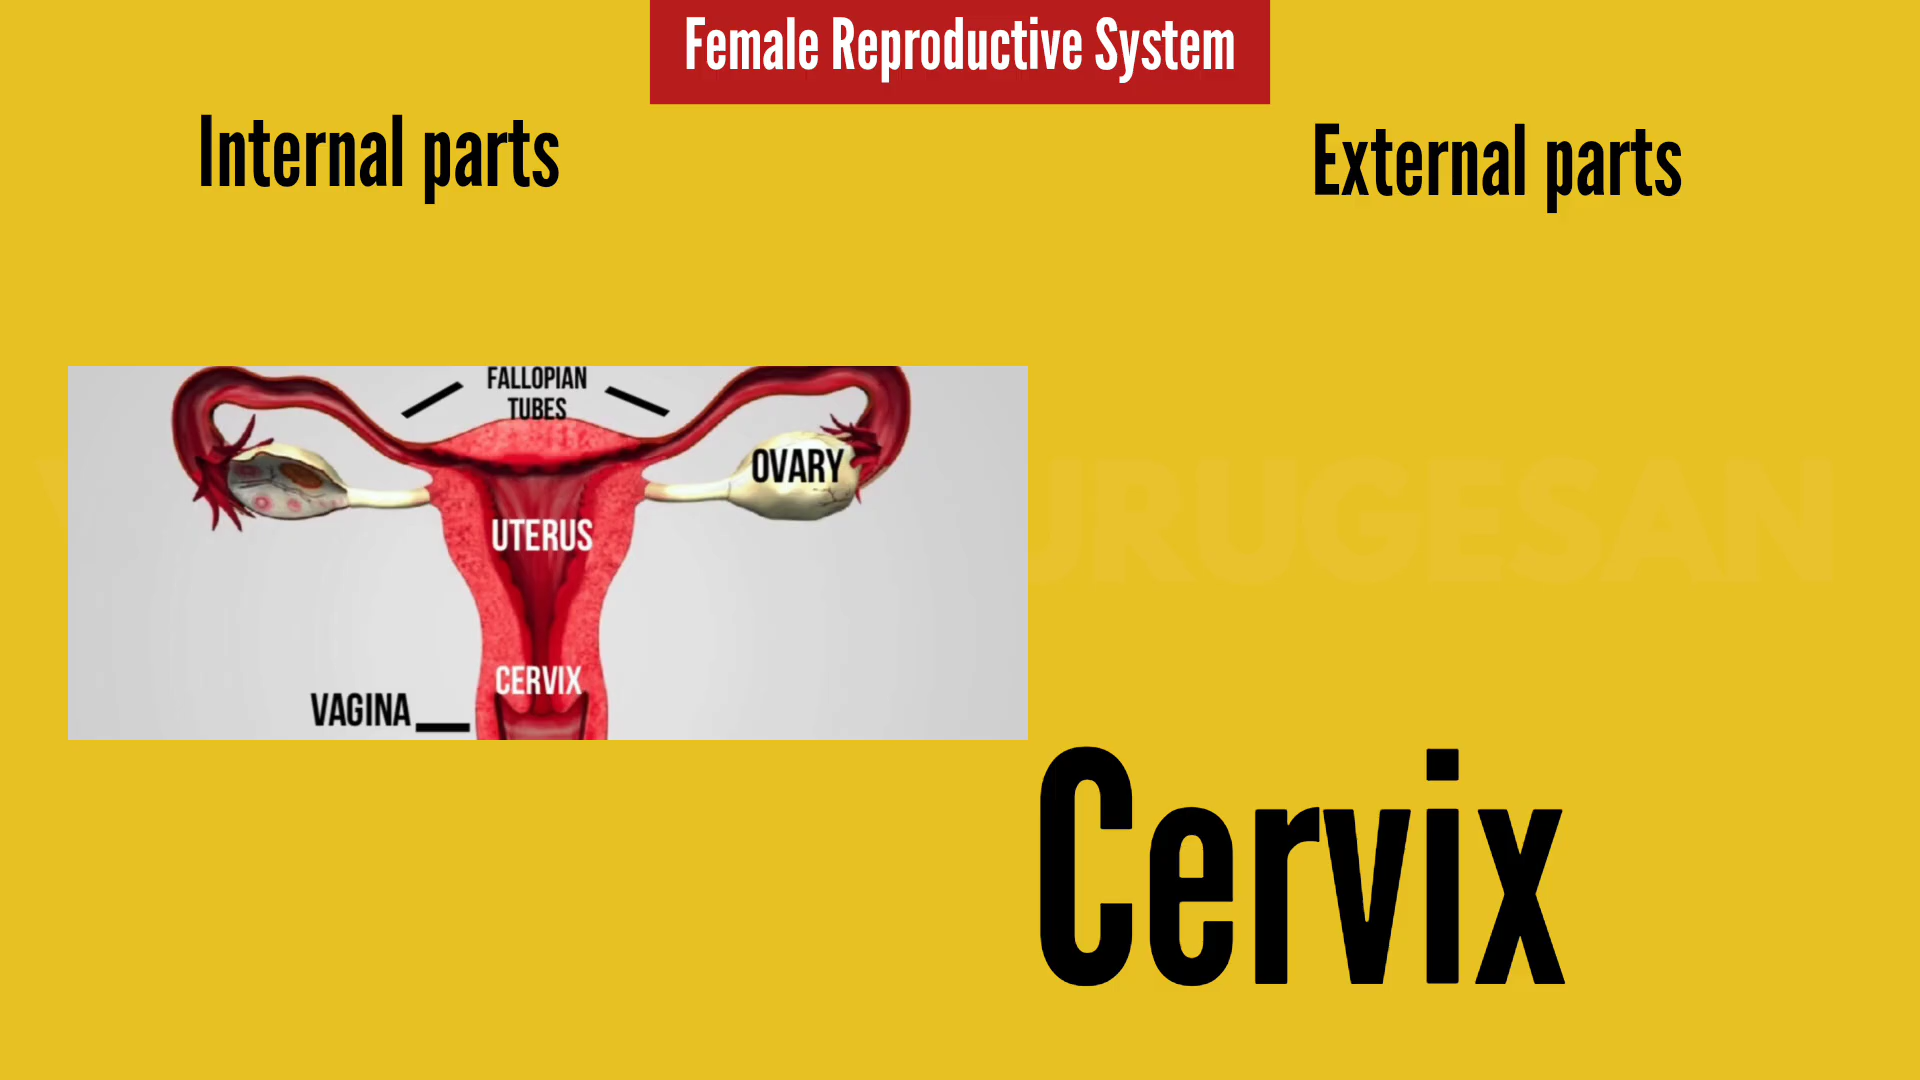 Female Reproductive System
Internal parts
External parts
FALLOPIAN
TUBES
OVARY
UTERUS
CERVIX
VAGINA
Cervix